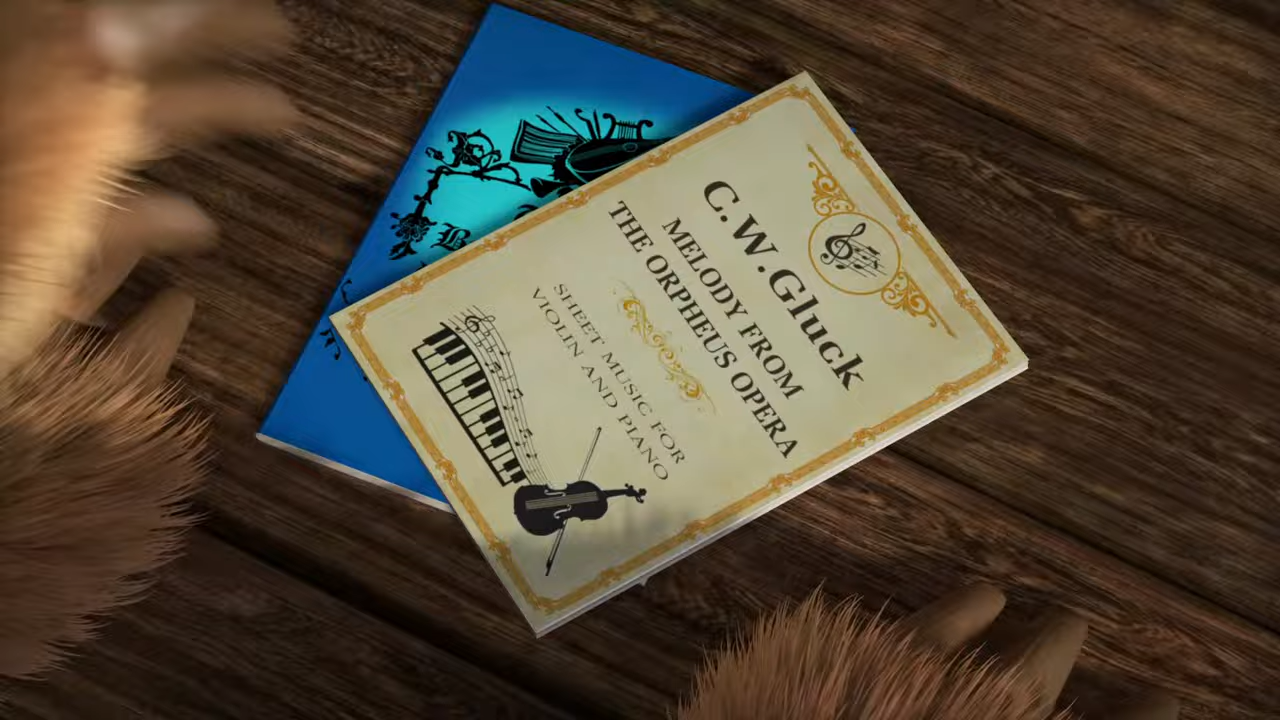 C.W.Gluck
MELODY FROM
THE ORPHEUS OPERA
SHEET MUSIC FOR
VIOLIN AND PIANO
B